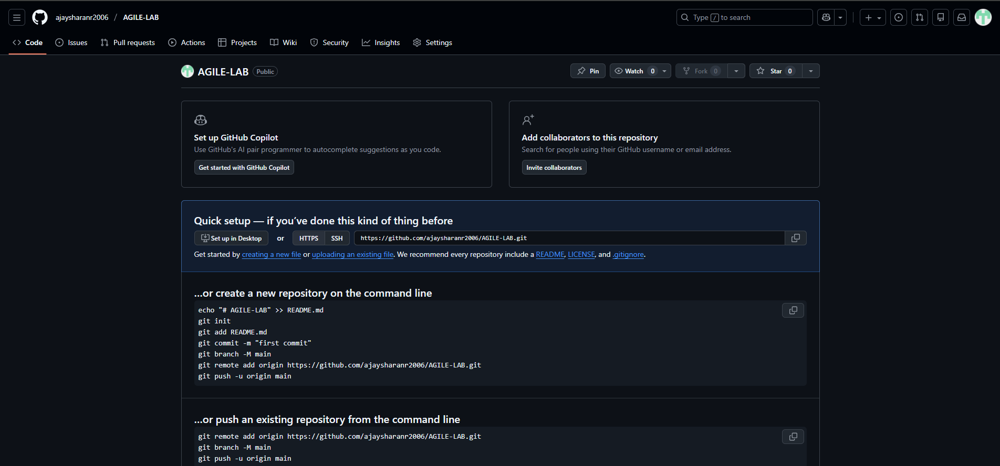 ajaysharanr2006 / AGILE-LAB
Type / to search
Code Issues Pull requests Actions Projects Wiki Security Insights Settings
AGILE-LAB Public
Pin Watch 0 Fork 0 Star 0
Set up GitHub Copilot
Use GitHub's AI pair programmer to autocomplete suggestions as you code.
Get started with GitHub Copilot
Add collaborators to this repository
Search for people using their GitHub username or email address.
Invite collaborators
Quick setup — if you’ve done this kind of thing before
Set up in Desktop or HTTPS SSH https://github.com/ajaysharanr2006/AGILE-LAB.git
Get started by creating a new file or uploading an existing file. We recommend every repository include a README, LICENSE, and .gitignore.
…or create a new repository on the command line
echo "# AGILE-LAB" >> README.md
git init
git add README.md
git commit -m "first commit"
git branch -M main
git remote add origin https://github.com/ajaysharanr2006/AGILE-LAB.git
git push -u origin main
…or push an existing repository from the command line
git remote add origin https://github.com/ajaysharanr2006/AGILE-LAB.git
git branch -M main
git push -u origin main